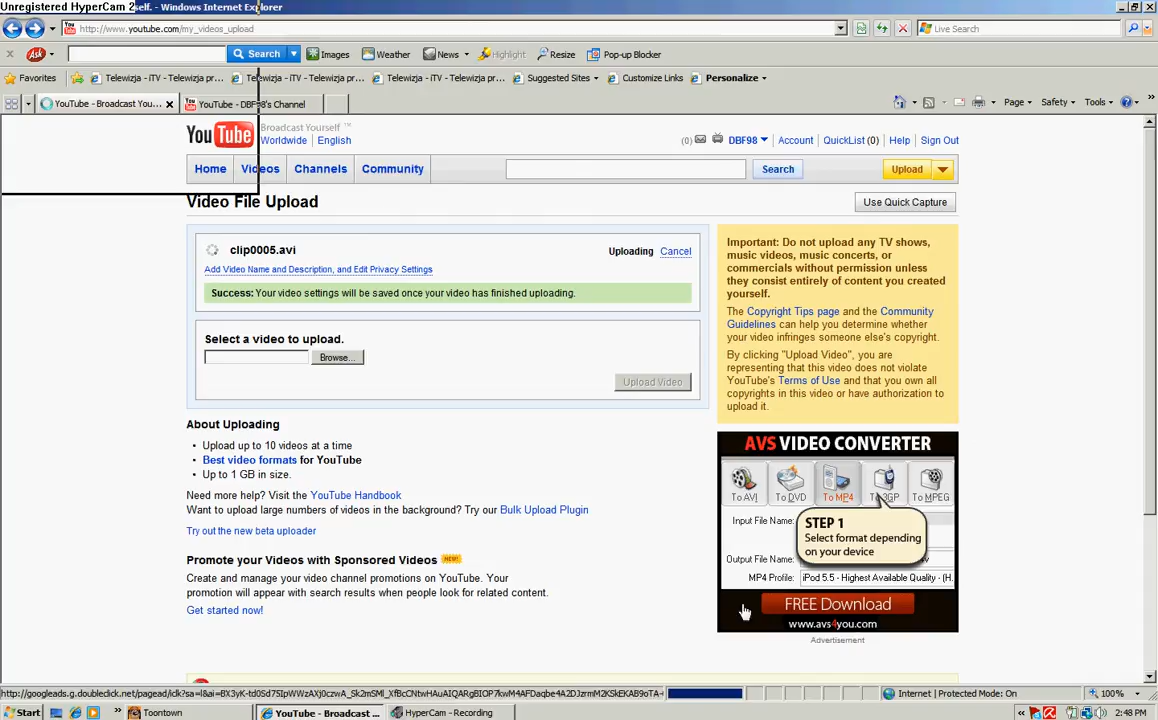 Unregistered HyperCam 2
self. - Windows Internet Explorer
http://www.youtube.com/my_videos_upload
Live Search
Ask
Search
Images
Weather
News
Highlight
Resize
Pop-up Blocker
Favorites
Telewizja - iTV - Telewizja pr...
Telewizja - iTV - Telewizja pr...
Telewizja - iTV - Telewizja pr...
Suggested Sites
Customize Links
Personalize
YouTube - Broadcast You...
YouTube - DBF98's Channel
Page
Safety
Tools
YouTube
Broadcast Yourself ™
Worldwide
English
(0)
DBF98
Account
QuickList (0)
Help
Sign Out
Home
Videos
Channels
Community
Search
Upload
Video File Upload
Use Quick Capture
clip0005.avi
Uploading
Cancel
Add Video Name and Description, and Edit Privacy Settings
Success: Your video settings will be saved once your video has finished uploading.
Select a video to upload.
Browse...
Upload Video
About Uploading
• Upload up to 10 videos at a time
• Best video formats for YouTube
• Up to 1 GB in size.
Need more help? Visit the YouTube Handbook
Want to upload large numbers of videos in the background? Try our Bulk Upload Plugin
Try out the new beta uploader
Promote your Videos with Sponsored Videos NEW!
Create and manage your video channel promotions on YouTube. Your
promotion will appear with search results when people look for related content.
Get started now!
Important: Do not upload any TV shows,
music videos, music concerts, or
commercials without permission unless
they consist entirely of content you created
yourself.
The Copyright Tips page and the Community
Guidelines can help you determine whether
your video infringes someone else's copyright.
By clicking "Upload Video", you are
representing that this video does not violate
YouTube's Terms of Use and that you own all
copyrights in this video or have authorization to
upload it.
AVS VIDEO CONVERTER
To AVI
To DVD
To MP4
To 3GP
To MPEG
Input File Name:
STEP 1
Select format depending
on your device
Output File Name:
MP4 Profile:
iPod 5.5 - Highest Available Quality - (H.
FREE Download
www.avs4you.com
Advertisement
Internet | Protected Mode: On
100%
Start
Toontown
YouTube - Broadcast ...
HyperCam - Recording
2:48 PM